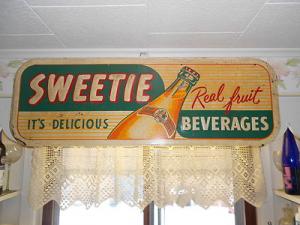 SWEETIE
Real fruit
IT'S DELICIOUS
BEVERAGES